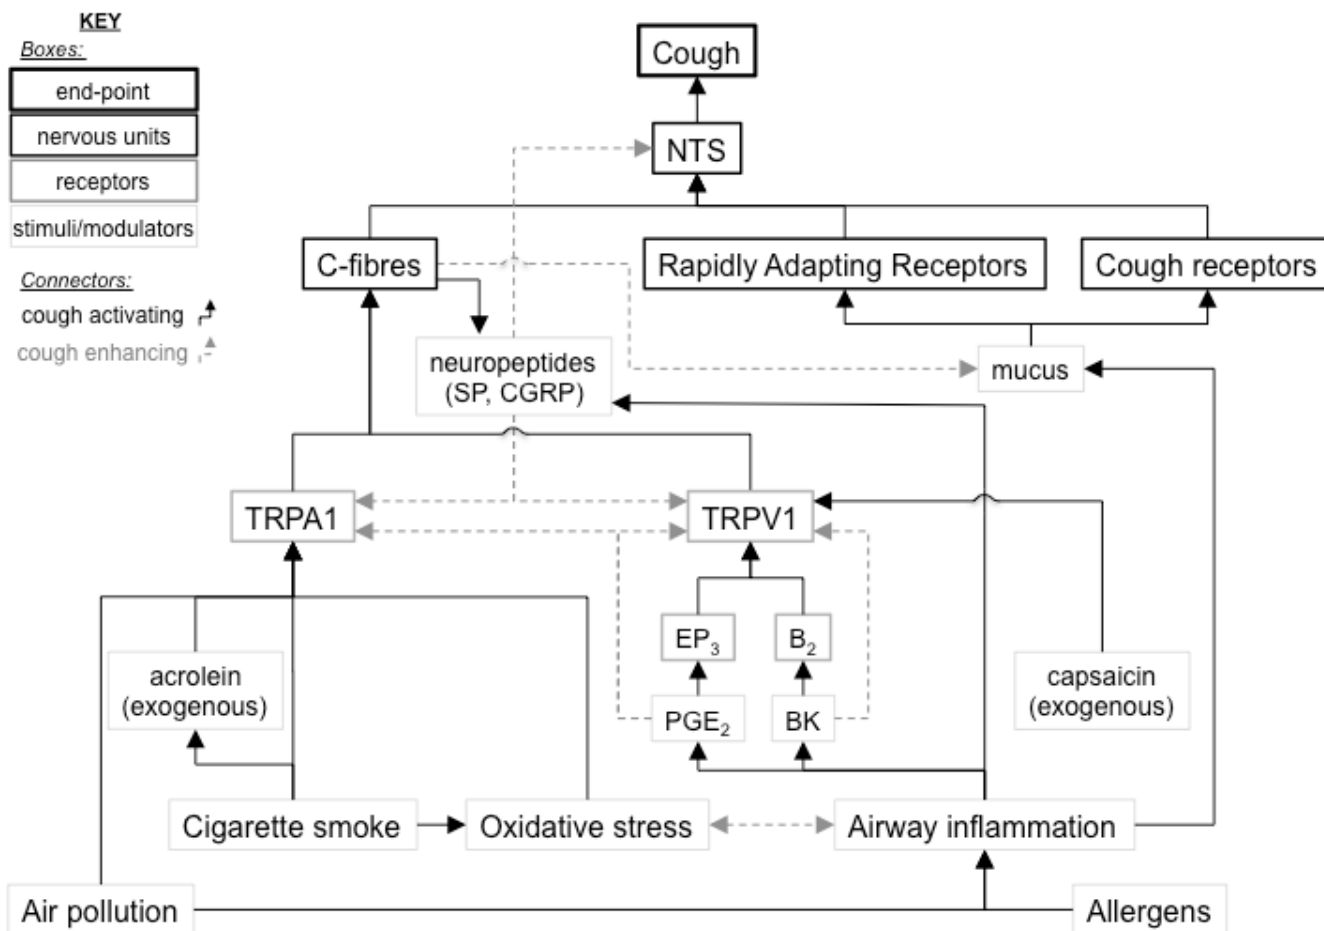 KEY
Boxes:
end-point
nervous units
receptors
stimuli/modulators
Connectors:
cough activating
cough enhancing
Cough
NTS
C-fibres
Rapidly Adapting Receptors
Cough receptors
neuropeptides
(SP, CGRP)
mucus
TRPA1
TRPV1
EP3
B2
acrolein
(exogenous)
PGE2
BK
capsaicin
(exogenous)
Cigarette smoke
Oxidative stress
Airway inflammation
Air pollution
Allergens